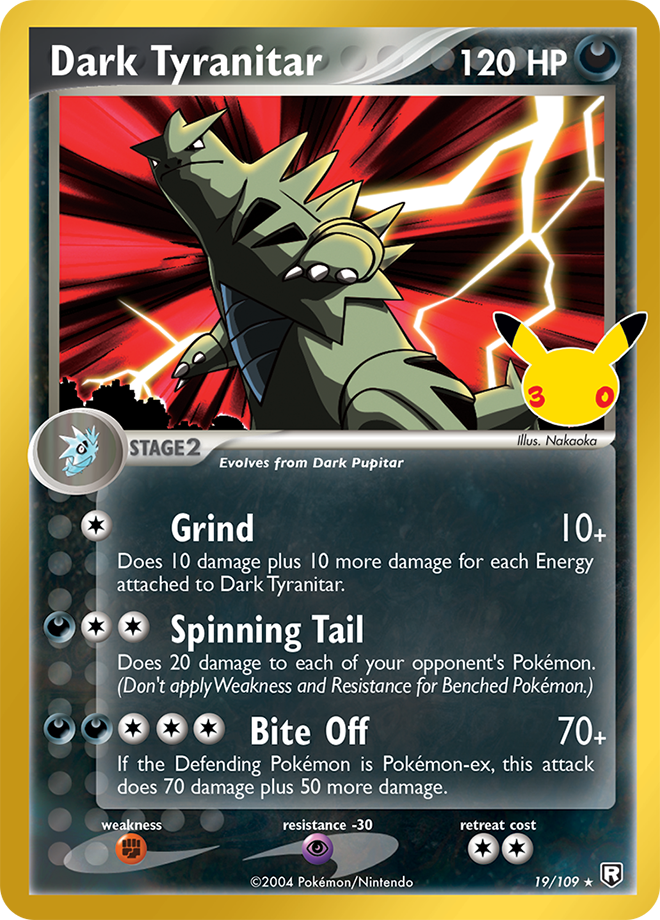 Dark Tyranitar 120 HP
30
Illus. Nakaoka
STAGE2
Evolves from Dark Pupitar
Grind 10+
Does 10 damage plus 10 more damage for each Energy
attached to Dark Tyranitar.
Spinning Tail
Does 20 damage to each of your opponent's Pokémon.
(Don't apply Weakness and Resistance for Benched Pokémon.)
Bite Off 70+
If the Defending Pokémon is Pokémon-ex, this attack
does 70 damage plus 50 more damage.
weakness resistance -30 retreat cost
©2004 Pokémon/Nintendo 19/109 ★ R